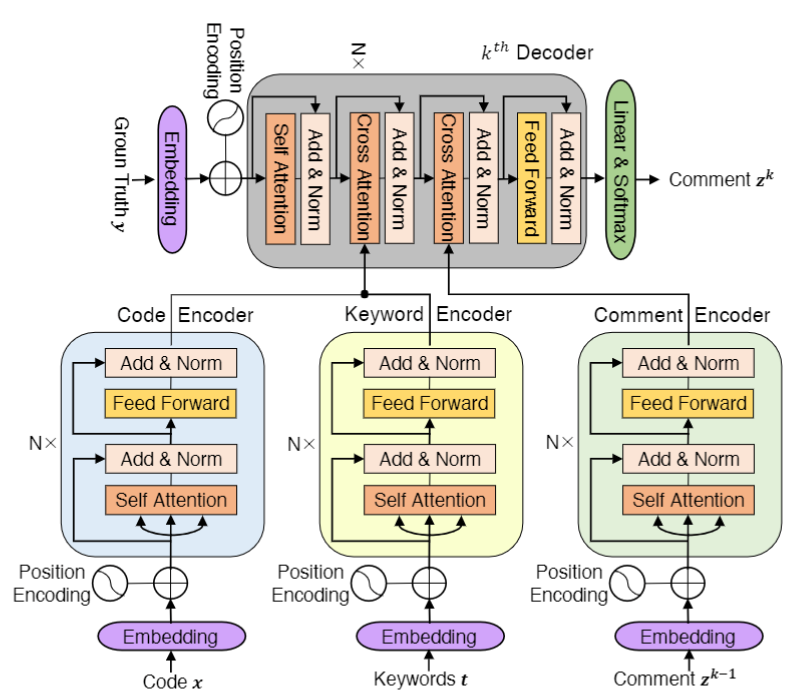 N×
k^th Decoder
Position
Encoding
Groun Truth y
Embedding
Self Attention
Add & Norm
Cross Attention
Add & Norm
Cross Attention
Add & Norm
Feed Forward
Add & Norm
Linear & Softmax
Comment z^k
Code Encoder
Keyword Encoder
Comment Encoder
Add & Norm
Feed Forward
N×
Add & Norm
Self Attention
Position
Encoding
Embedding
Code x
Add & Norm
Feed Forward
N×
Add & Norm
Self Attention
Position
Encoding
Embedding
Keywords t
Add & Norm
Feed Forward
N×
Add & Norm
Self Attention
Position
Encoding
Embedding
Comment z^k-1